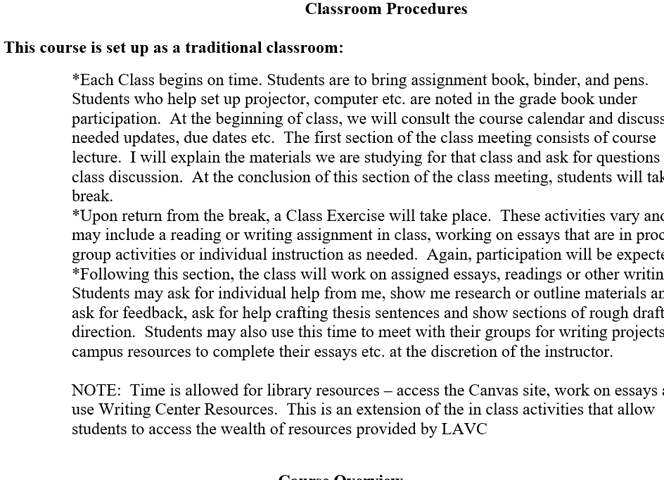 Classroom Procedures
This course is set up as a traditional classroom:
*Each Class begins on time. Students are to bring assignment book, binder, and pens.
Students who help set up projector, computer etc. are noted in the grade book under
participation.  At the beginning of class, we will consult the course calendar and discuss
needed updates, due dates etc.  The first section of the class meeting consists of course
lecture.  I will explain the materials we are studying for that class and ask for questions
class discussion.  At the conclusion of this section of the class meeting, students will
break.
*Upon return from the break, a Class Exercise will take place.  These activities vary
may include a reading or writing assignment in class, working on essays that are in
group activities or individual instruction as needed.  Again, participation will be
*Following this section, the class will work on assigned essays, readings or other
Students may ask for individual help from me, show me research or outline materials
ask for feedback, ask for help crafting thesis sentences and show sections of rough
direction.  Students may also use this time to meet with their groups for writing projects
campus resources to complete their essays etc. at the discretion of the instructor.
NOTE:  Time is allowed for library resources – access the Canvas site, work on essays
use Writing Center Resources.  This is an extension of the in class activities that allow
students to access the wealth of resources provided by LAVC
Course Overview